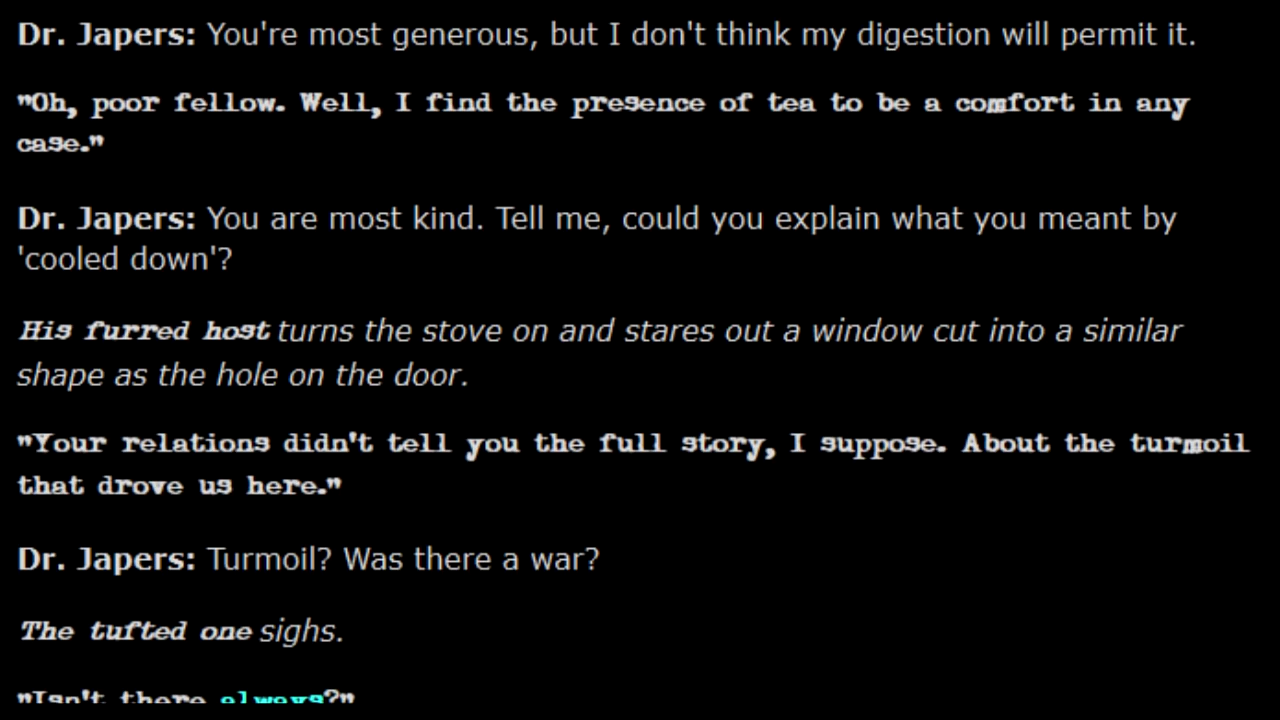 Dr. Japers: You're most generous, but I don't think my digestion will permit it.
"Oh, poor fellow. Well, I find the presence of tea to be a comfort in any
case."
Dr. Japers: You are most kind. Tell me, could you explain what you meant by
'cooled down'?
His furred host turns the stove on and stares out a window cut into a similar
shape as the hole on the door.
"Your relations didn't tell you the full story, I suppose. About the turmoil
that drove us here."
Dr. Japers: Turmoil? Was there a war?
The tufted one sighs.
"Isn't there always?"